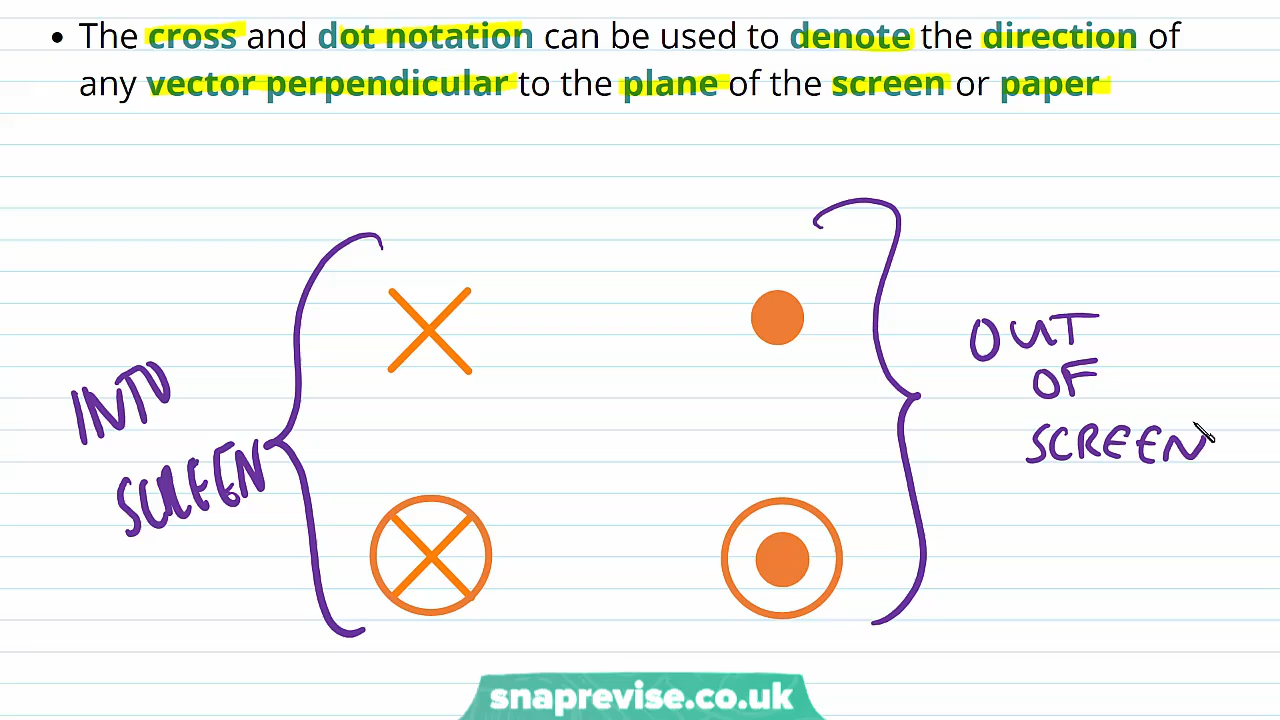 • The cross and dot notation can be used to denote the direction of
any vector perpendicular to the plane of the screen or paper
INTO
SCREEN
OUT
OF
SCREEN
snaprevise.co.uk